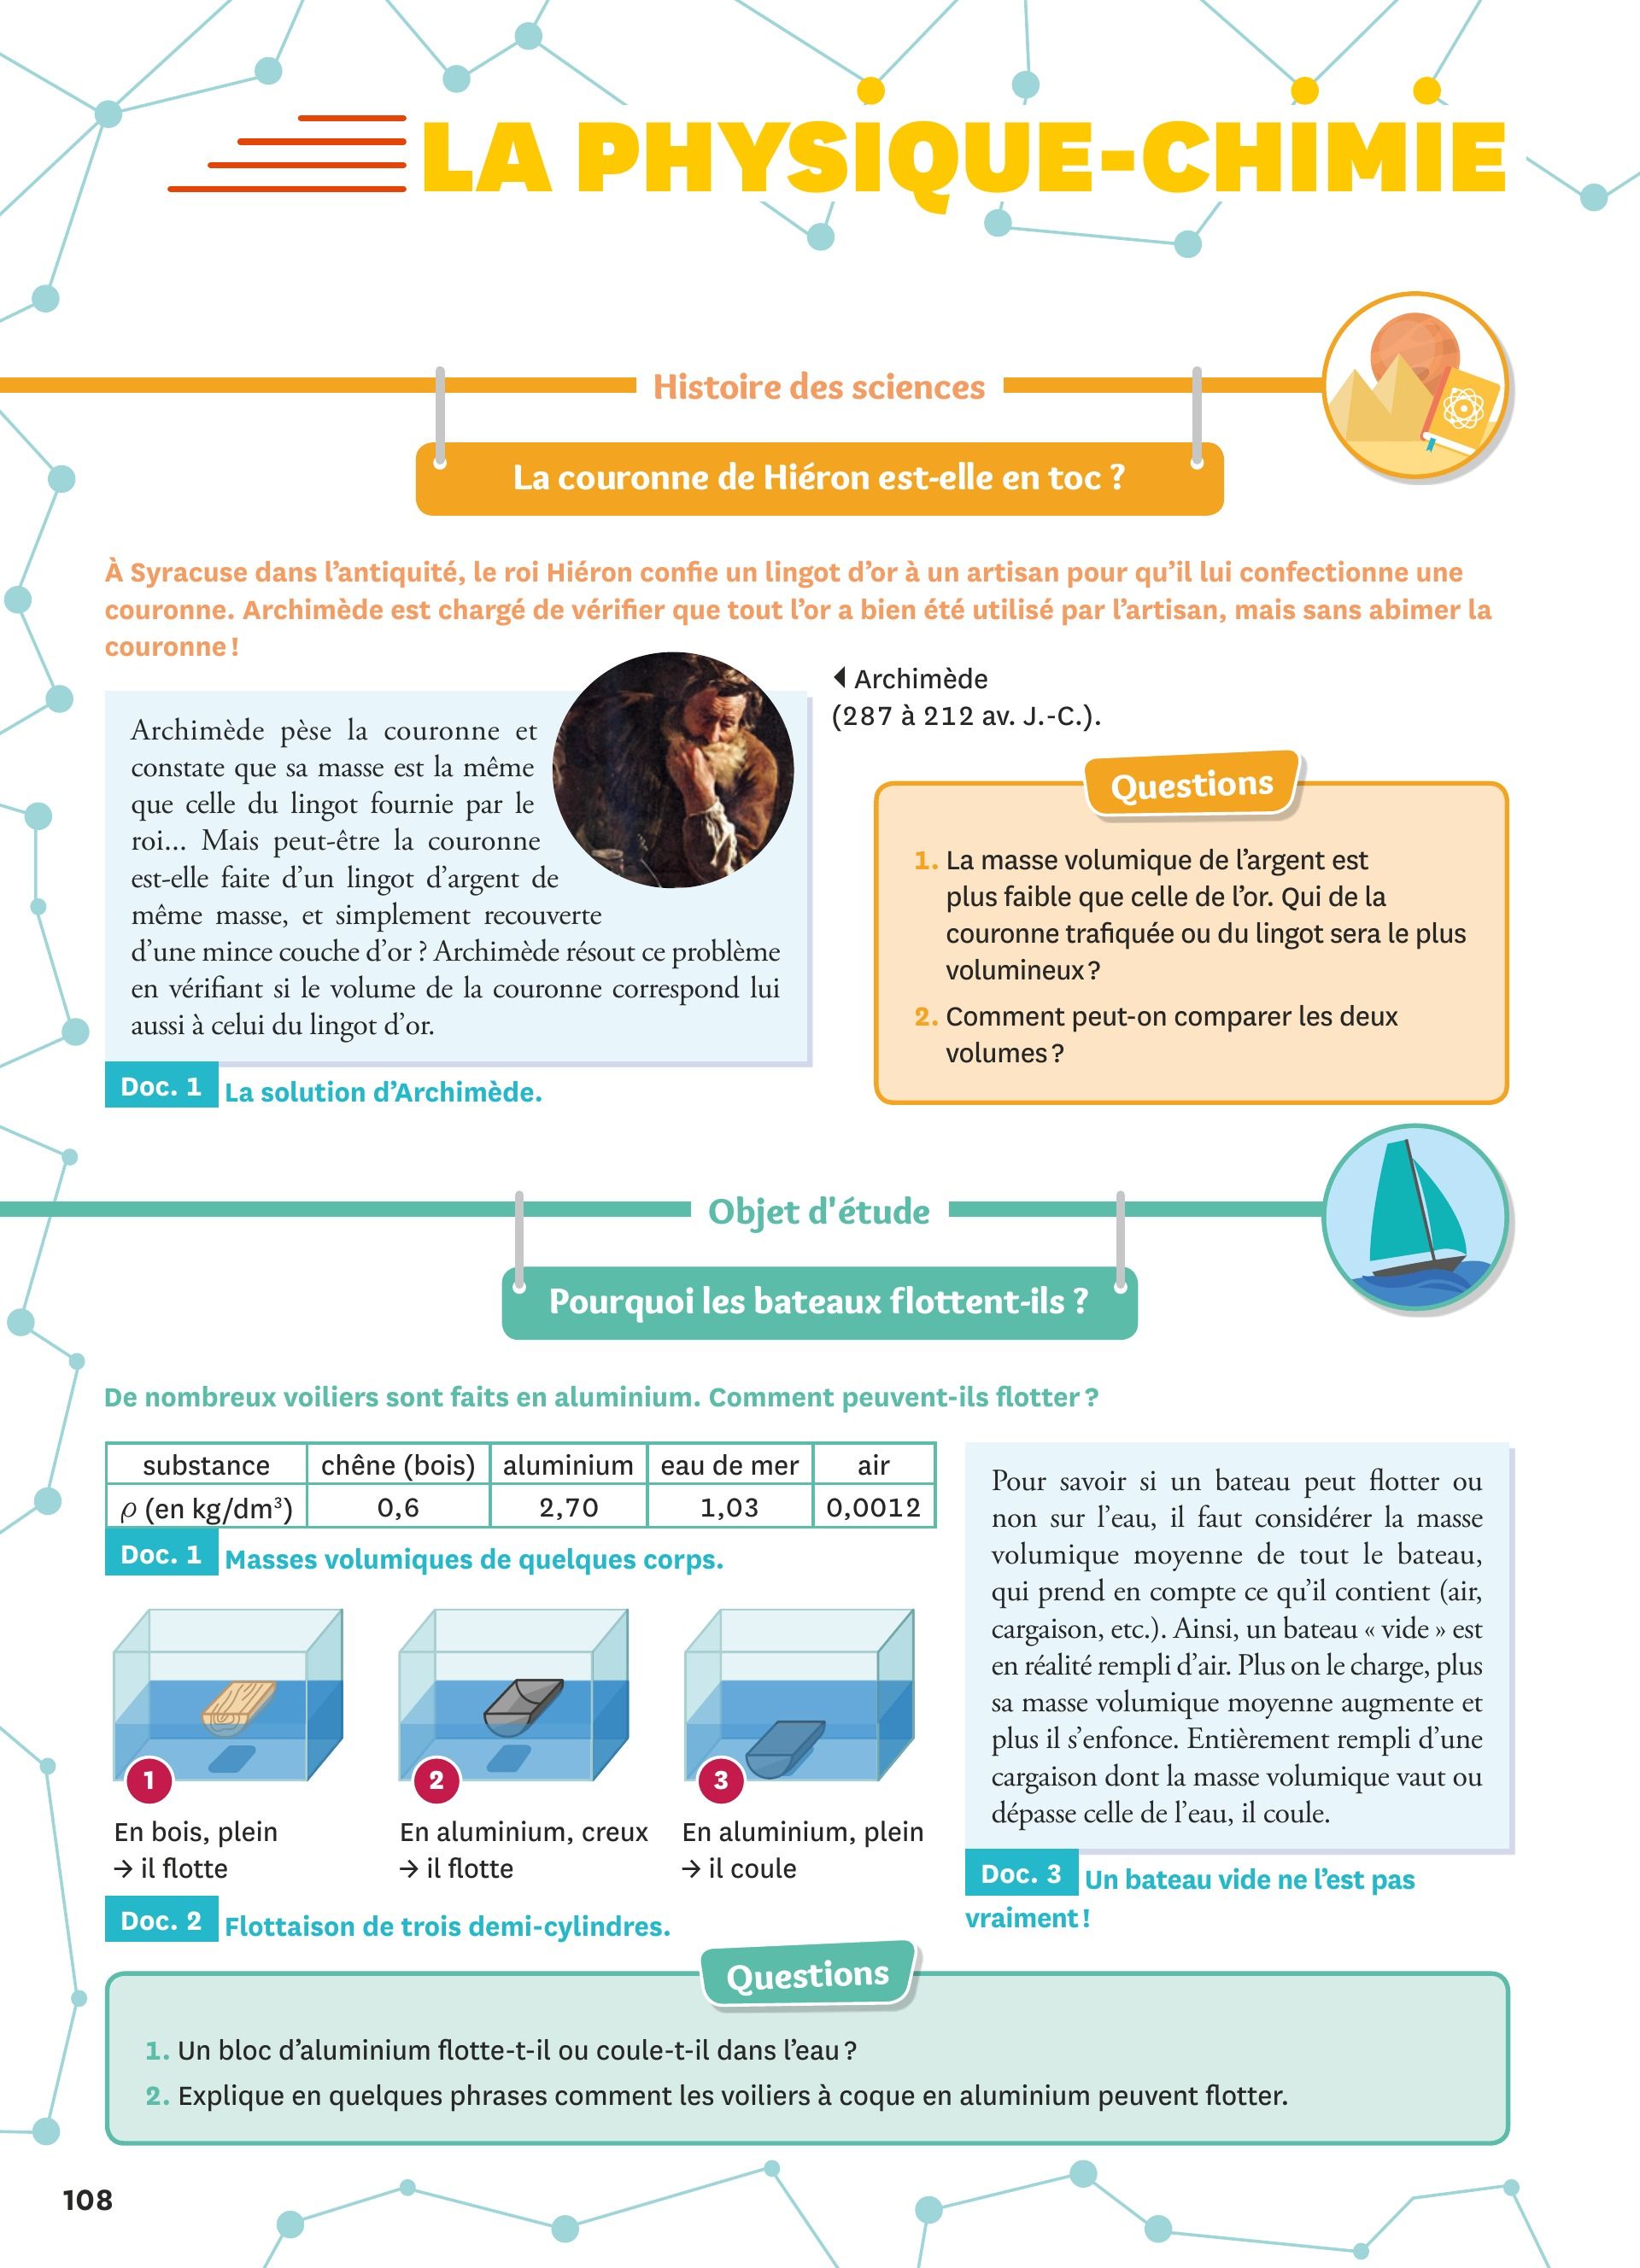 LA PHYSIQUE-CHIMIE
Histoire des sciences
La couronne de Hiéron est-elle en toc ?
À Syracuse dans l’antiquité, le roi Hiéron confie un lingot d’or à un artisan pour qu’il lui confectionne une
couronne. Archimède est chargé de vérifier que tout l’or a bien été utilisé par l’artisan, mais sans abimer la
couronne !
Archimède pèse la couronne et
constate que sa masse est la même
que celle du lingot fournie par le
roi… Mais peut-être la couronne
est-elle faite d’un lingot d’argent de
même masse, et simplement recouverte
d’une mince couche d’or ? Archimède résout ce problème
en vérifiant si le volume de la couronne correspond lui
aussi à celui du lingot d’or.
Doc. 1 La solution d’Archimède.
Archimède
(287 à 212 av. J.-C.).
Questions
1. La masse volumique de l’argent est
plus faible que celle de l’or. Qui de la
couronne trafiquée ou du lingot sera le plus
volumineux ?
2. Comment peut-on comparer les deux
volumes ?
Objet d'étude
Pourquoi les bateaux flottent-ils ?
De nombreux voiliers sont faits en aluminium. Comment peuvent-ils flotter ?
substance chêne (bois) aluminium eau de mer air
ρ (en kg/dm³) 0,6 2,70 1,03 0,0012
Doc. 1 Masses volumiques de quelques corps.
1
2
3
En bois, plein
→ il flotte
En aluminium, creux
→ il flotte
En aluminium, plein
→ il coule
Doc. 2 Flottaison de trois demi-cylindres.
Pour savoir si un bateau peut flotter ou
non sur l’eau, il faut considérer la masse
volumique moyenne de tout le bateau,
qui prend en compte ce qu’il contient (air,
cargaison, etc.). Ainsi, un bateau « vide » est
en réalité rempli d’air. Plus on le charge, plus
sa masse volumique moyenne augmente et
plus il s’enfonce. Entièrement rempli d’une
cargaison dont la masse volumique vaut ou
dépasse celle de l’eau, il coule.
Doc. 3 Un bateau vide ne l’est pas
vraiment !
Questions
1. Un bloc d’aluminium flotte-t-il ou coule-t-il dans l’eau ?
2. Explique en quelques phrases comment les voiliers à coque en aluminium peuvent flotter.
108